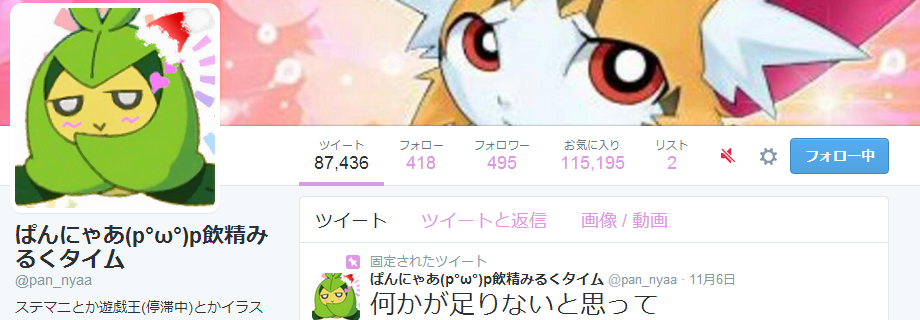 ツイート
87,436
フォロー
418
フォロワー
495
お気に入り
115,195
リスト
2
フォロー中
ぱんにゃあ(p°ω°)p飲精み
るくタイム
@pan_nyaa
ステマニとか遊戯王(停滞中)とかイラス
ツイート ツイートと返信 画像 / 動画
固定されたツイート
ぱんにゃあ(p°ω°)p飲精みるくタイム @pan_nyaa · 11月6日
何かが足りないと思って